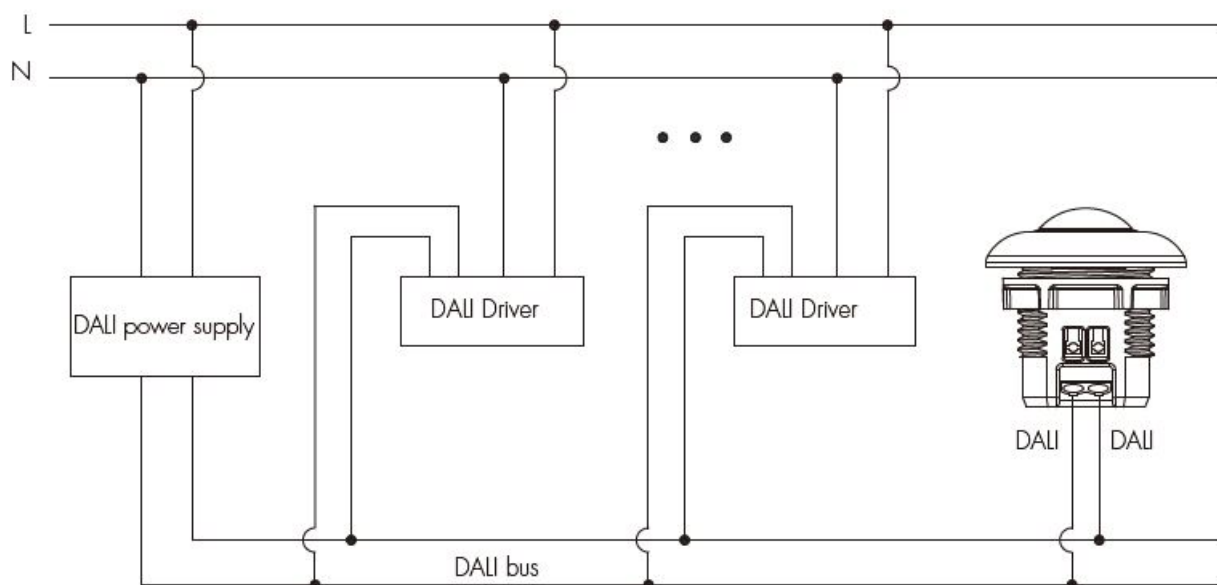 L
N
DALI power supply
DALI Driver
DALI Driver
DALI
DALI
DALI bus